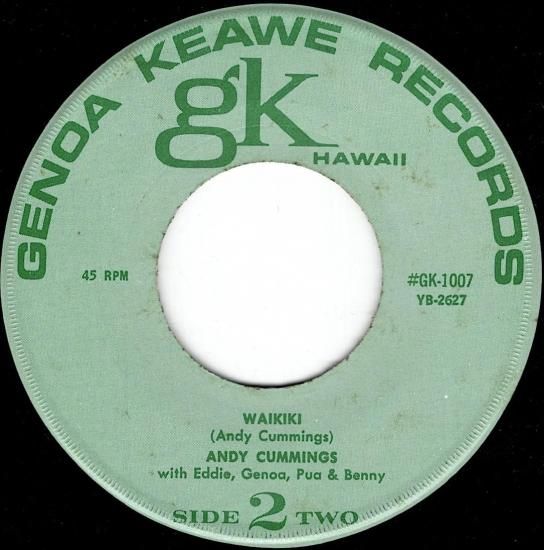 GENOA KEAWE RECORDS
gk
HAWAII
45 RPM
#GK-1007
YB-2627
WAIKIKI
(Andy Cummings)
ANDY CUMMINGS
with Eddie, Genoa, Pua & Benny
SIDE 2 TWO